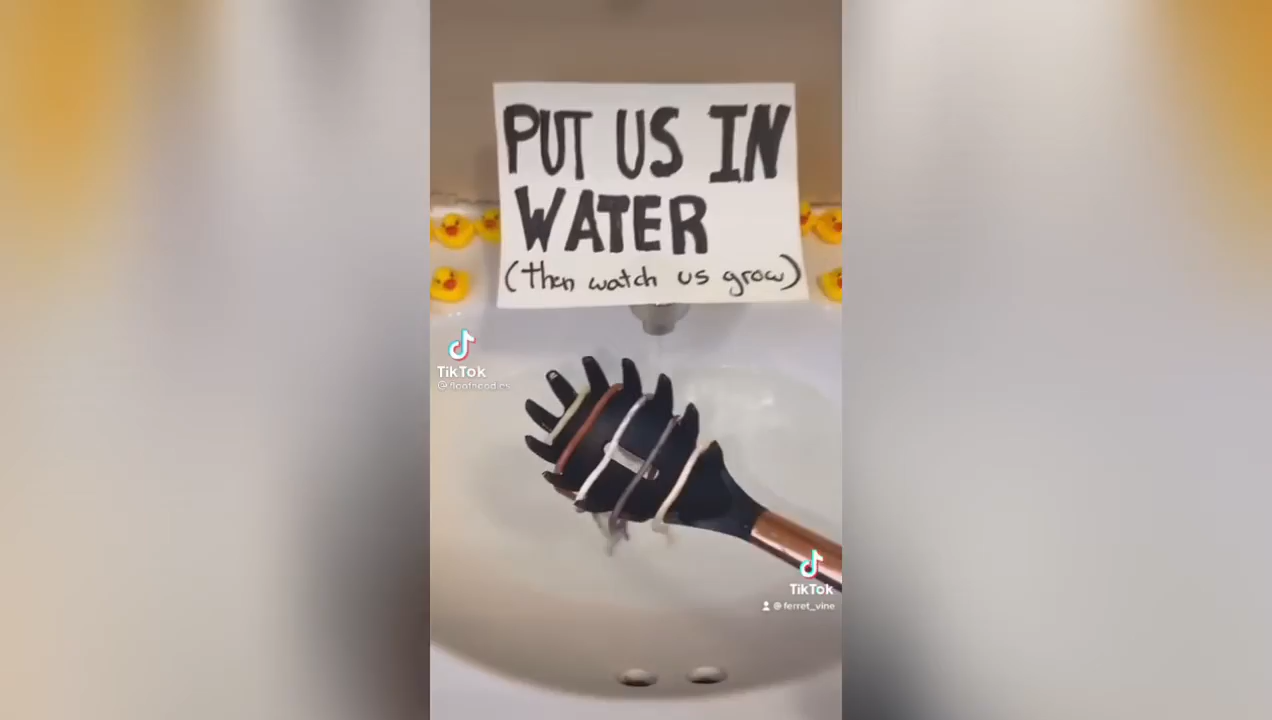 PUT US IN
WATER
(then watch us grow)
TikTok
TikTok
@ferret_vine